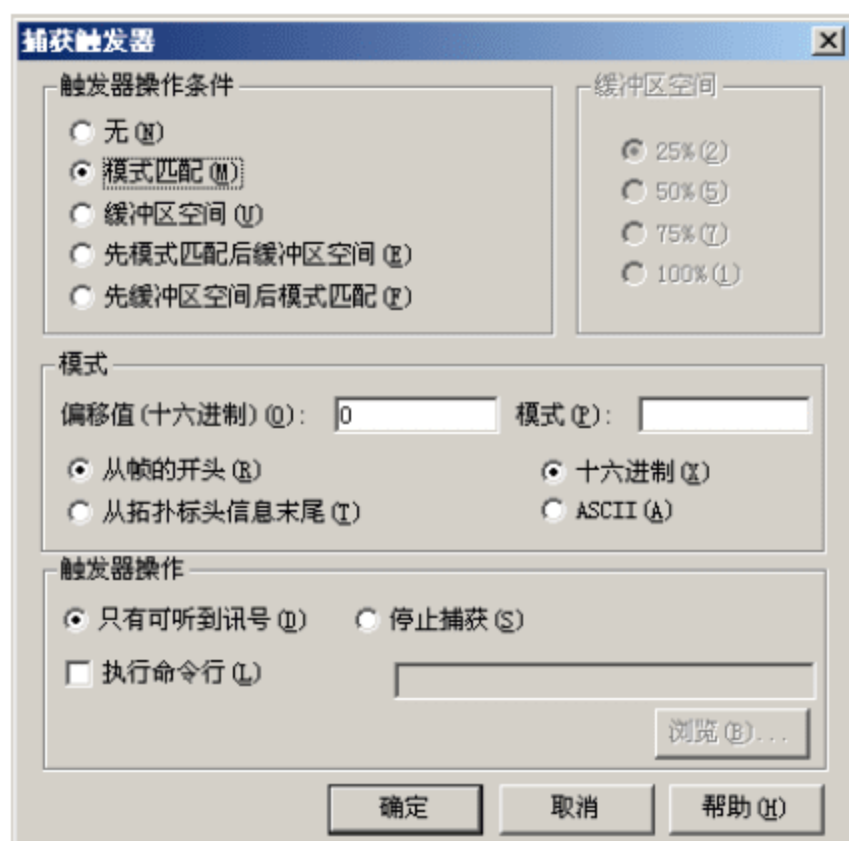 捕获触发器
触发器操作条件
无(N)
模式匹配(M)
缓冲区空间(U)
先模式匹配后缓冲区空间(E)
先缓冲区空间后模式匹配(F)
缓冲区空间
25%(2)
50%(5)
75%(7)
100%(1)
模式
偏移值(十六进制)(O): 0 模式(P):
从帧的开头(R) 十六进制(X)
从拓扑标头信息末尾(T) ASCII(A)
触发器操作
只有可听到讯号(D) 停止捕获(S)
执行命令行(L)
浏览(B)...
确定 取消 帮助(H)